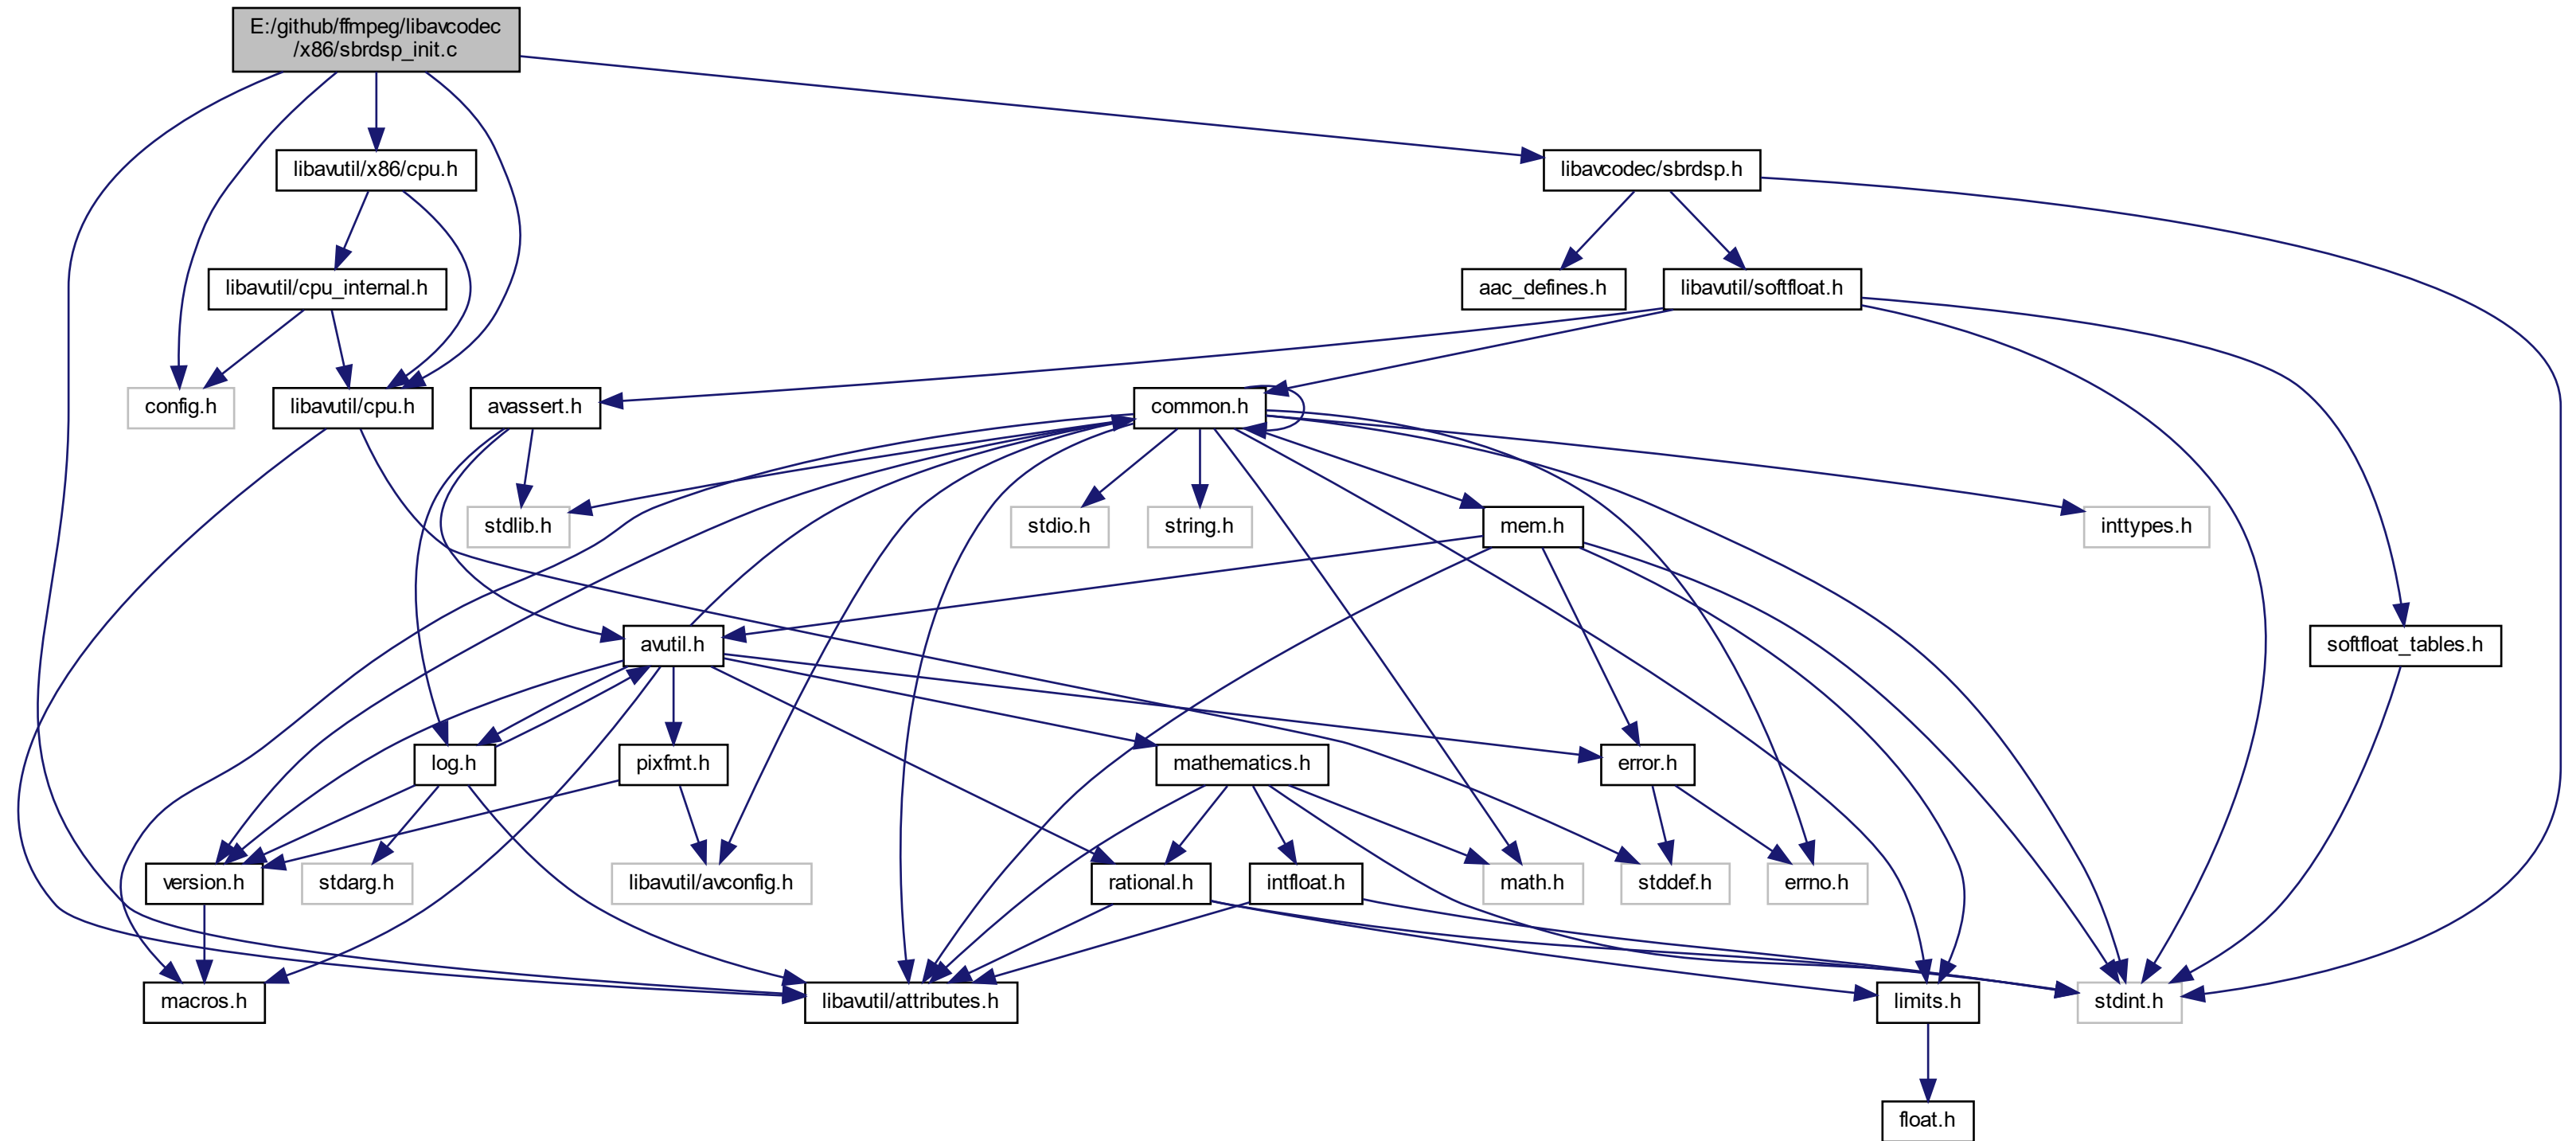 E:/github/ffmpeg/libavcodec
/x86/sbrdsp_init.c
libavutil/x86/cpu.h
libavcodec/sbrdsp.h
libavutil/cpu_internal.h
aac_defines.h
libavutil/softfloat.h
config.h
libavutil/cpu.h
avassert.h
common.h
stdlib.h
stdio.h
string.h
mem.h
inttypes.h
avutil.h
softfloat_tables.h
log.h
pixfmt.h
mathematics.h
error.h
version.h
stdarg.h
libavutil/avconfig.h
rational.h
intfloat.h
math.h
stddef.h
errno.h
macros.h
libavutil/attributes.h
limits.h
stdint.h
float.h